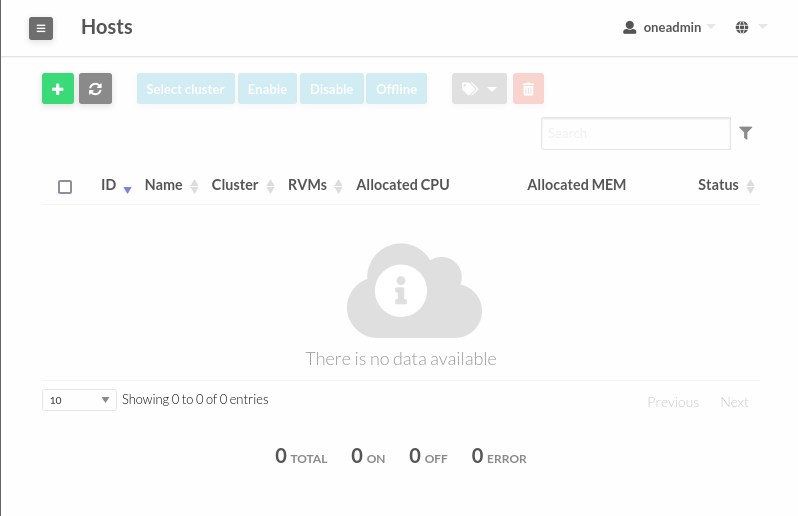 Hosts
oneadmin
Select cluster Enable Disable Offline
Search
ID Name Cluster RVMs Allocated CPU Allocated MEM Status
There is no data available
10 Showing 0 to 0 of 0 entries
Previous Next
0 TOTAL 0 ON 0 OFF 0 ERROR